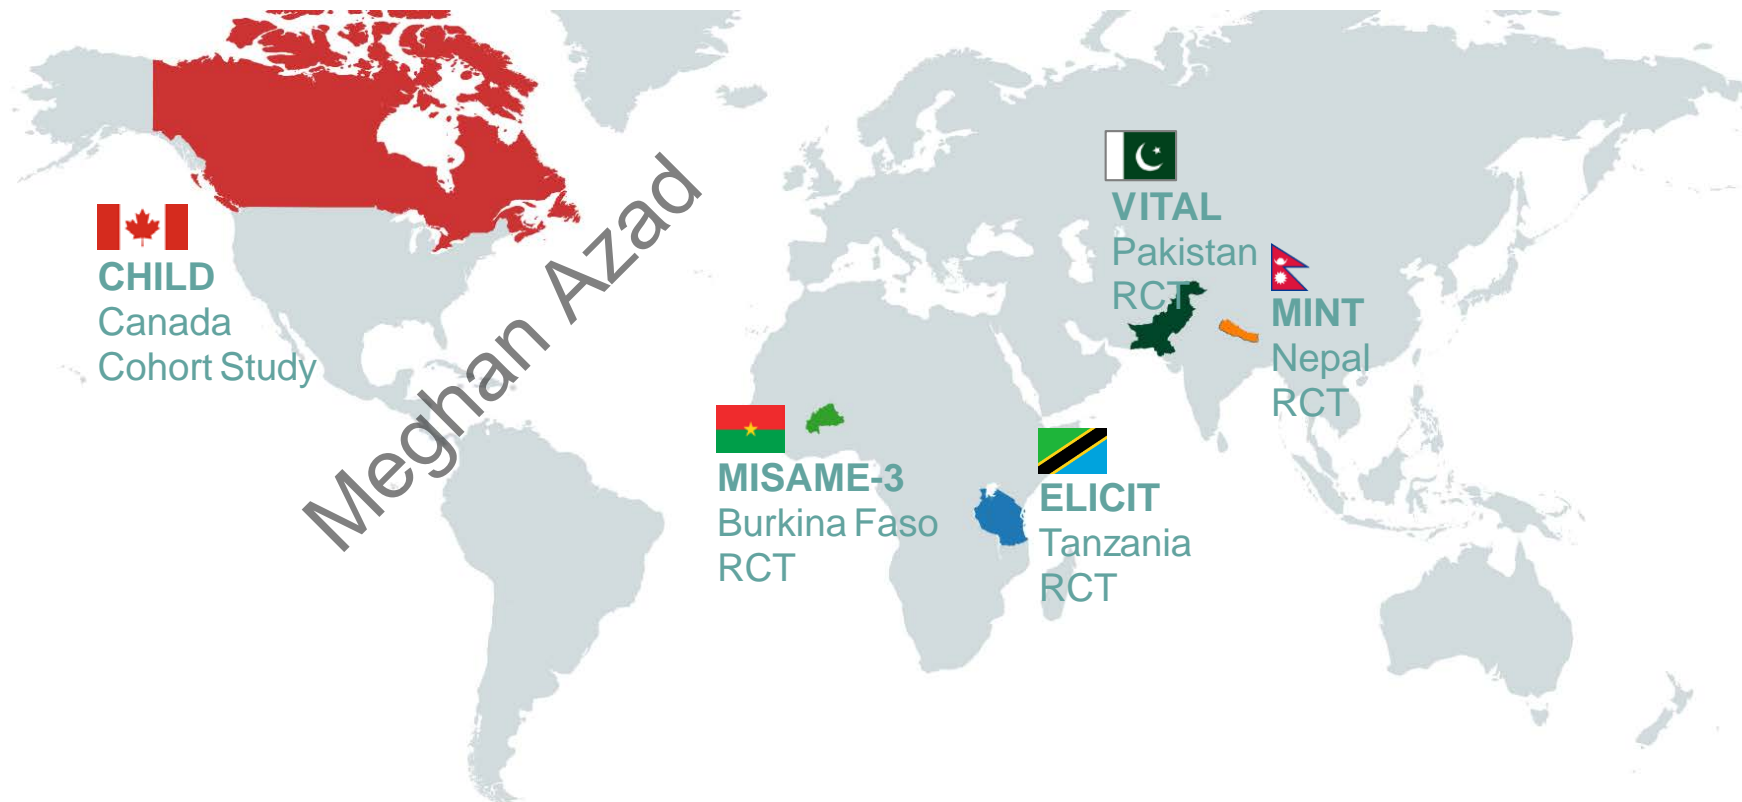 CHILD
Canada
Cohort Study
Meghan Azad
MISAME-3
Burkina Faso
RCT
ELICIT
Tanzania
RCT
VITAL
Pakistan
RCT
MINT
Nepal
RCT